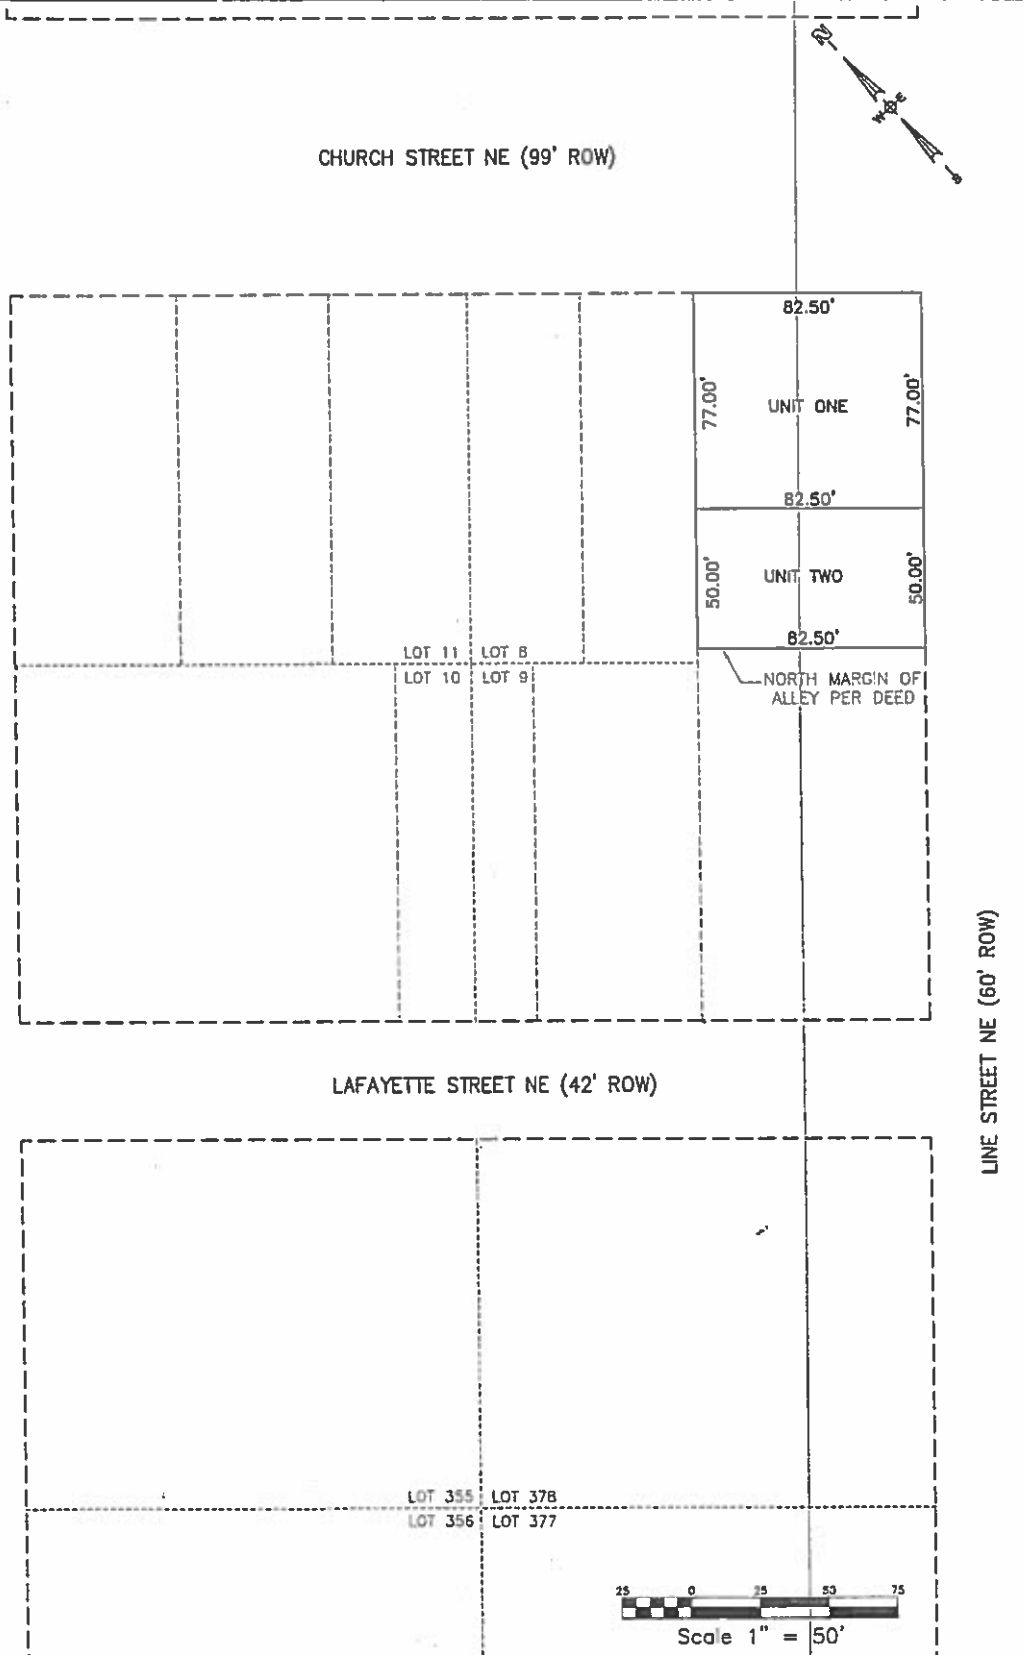 N
W E
S
CHURCH STREET NE (99' ROW)
82.50'
77.00'
UNIT ONE
77.00'
82.50'
50.00'
UNIT TWO
50.00'
82.50'
LOT 11 LOT 8
LOT 10 LOT 9
NORTH MARGIN OF
ALLEY PER DEED
LINE STREET NE (60' ROW)
LAFAYETTE STREET NE (42' ROW)
LOT 355 LOT 378
LOT 356 LOT 377
25 0 25 50 75
Scale 1" = 50'